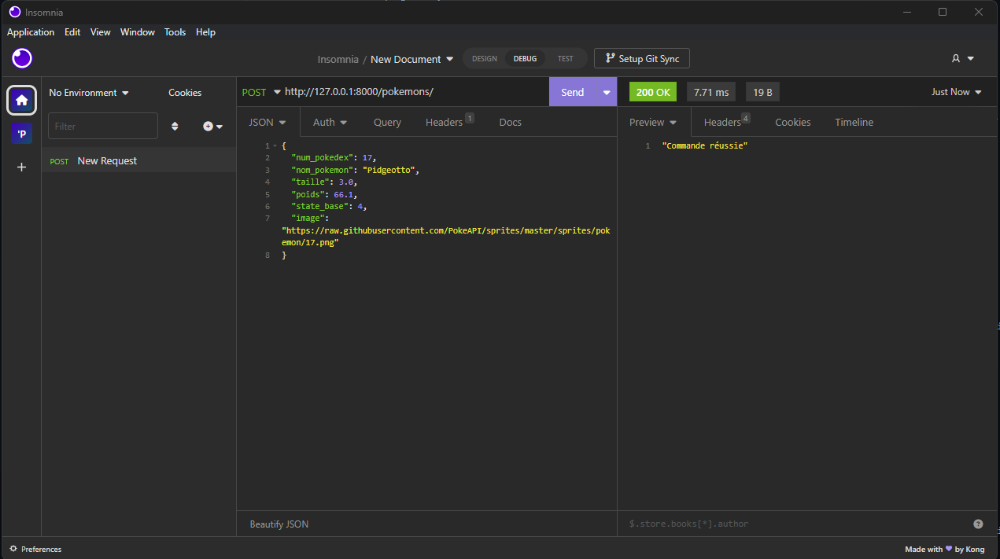 Insomnia
Application Edit View Window Tools Help
Insomnia / New Document DESIGN DEBUG TEST Setup Git Sync
No Environment Cookies
Filter
'P
POST New Request
POST http://127.0.0.1:8000/pokemons/ Send
JSON Auth Query Headers 1 Docs
1 {
2 "num_pokedex": 17,
3 "nom_pokemon": "Pidgeotto",
4 "taille": 3.0,
5 "poids": 66.1,
6 "state_base": 4,
7 "image":
"https://raw.githubusercontent.com/PokeAPI/sprites/master/sprites/pok
emon/17.png"
8 }
Beautify JSON
200 OK 7.71 ms 19 B Just Now
Preview Headers 4 Cookies Timeline
1 "Commande réussie"
$.store.books[*].author
Preferences
Made with ♥ by Kong